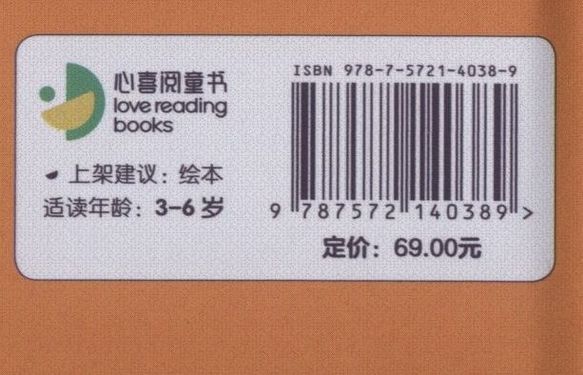 心喜阅童书
love reading
books
上架建议：绘本
适读年龄：3-6岁
ISBN 978-7-5721-4038-9
9 787572 140389 >
定价：69.00元